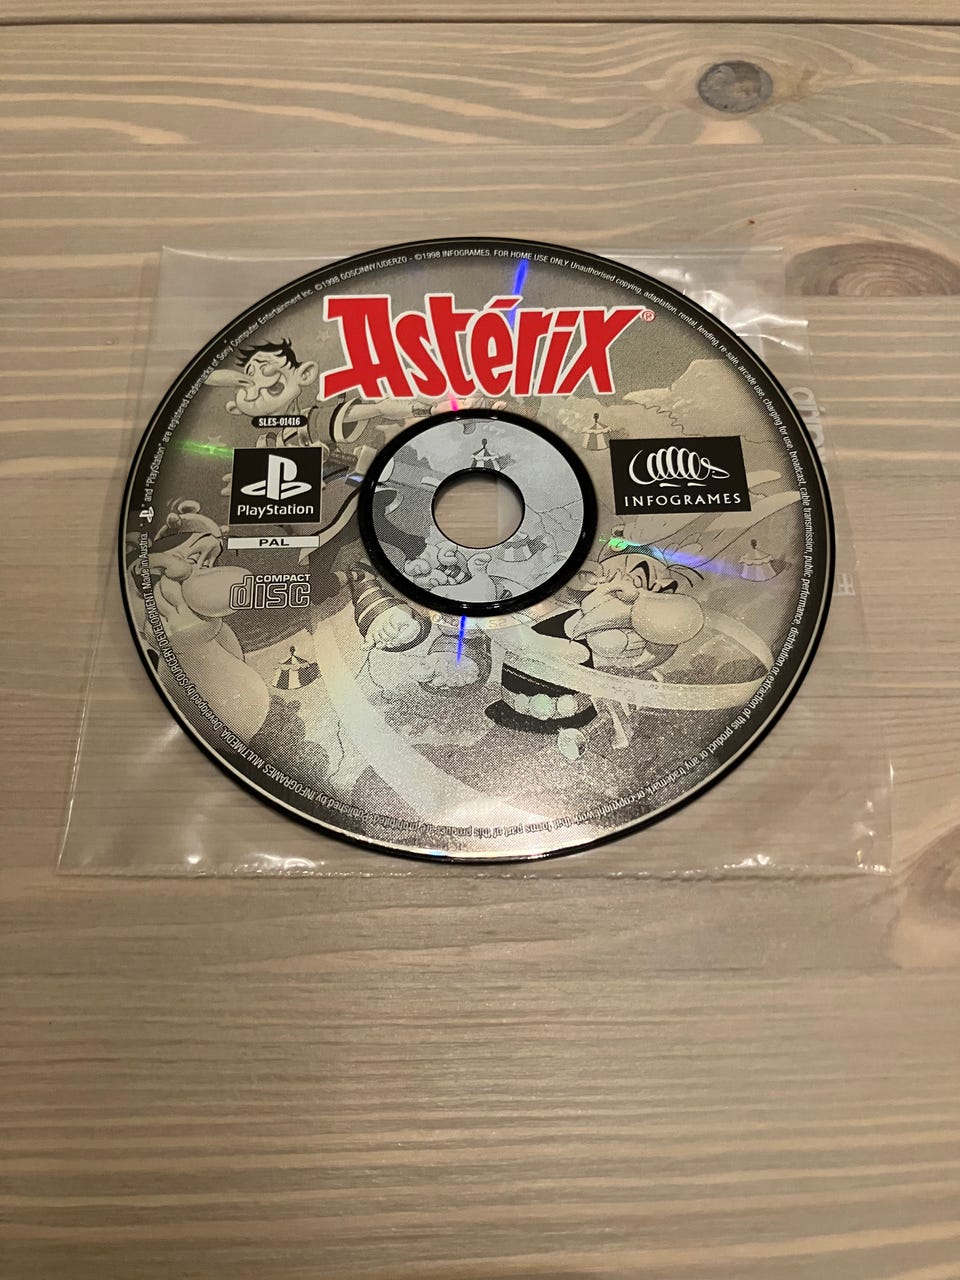 Astérix
SLES-01416
PlayStation
PAL
COMPACT
disc
INFOGRAMES
" and "PlayStation" are registered trademarks of Sony Computer Entertainment Inc. ©1998 GOSCINNY/UDERZO - ©1998 INFOGRAMES. FOR HOME USE ONLY. Unauthorised copying, adaptation, rental, lending, re-sale, arcade use, charging for use, broadcast, cable transmission, public performance, distribution or extraction of this product or any trademark or copyright work that forms part of this product are prohibited. Published by INFOGRAMES MULTIMEDIA. Developed by SOURCERY DEVELOPMENT. Made in Austria.